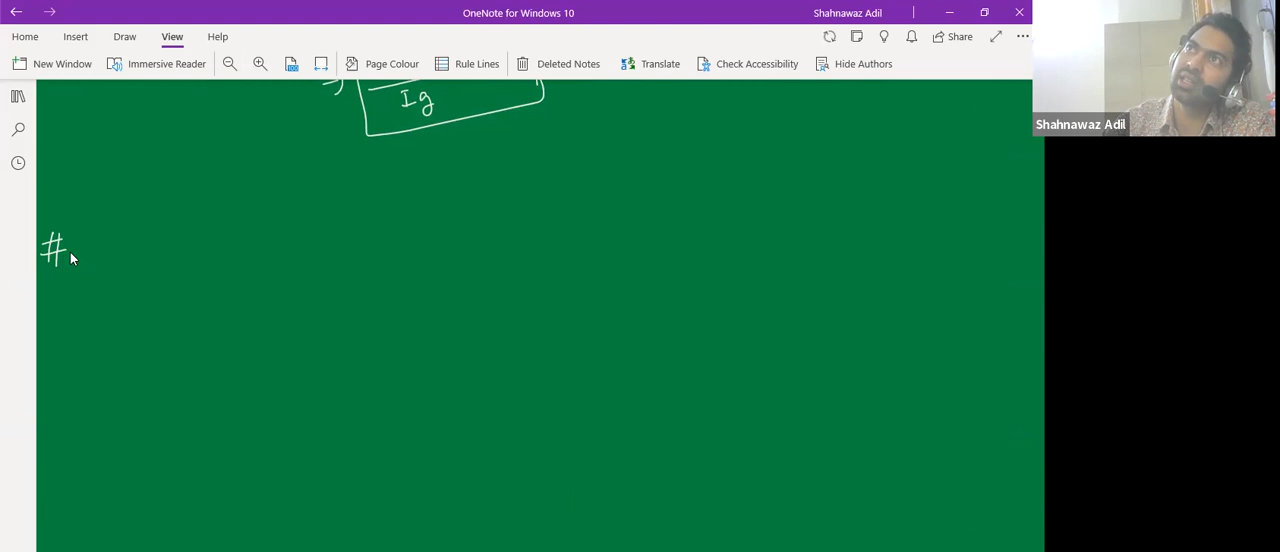 OneNote for Windows 10
Shahnawaz Adil
Home Insert Draw View Help
Share
New Window Immersive Reader Page Colour Rule Lines Deleted Notes Translate Check Accessibility Hide Authors
Ig
#
Shahnawaz Adil